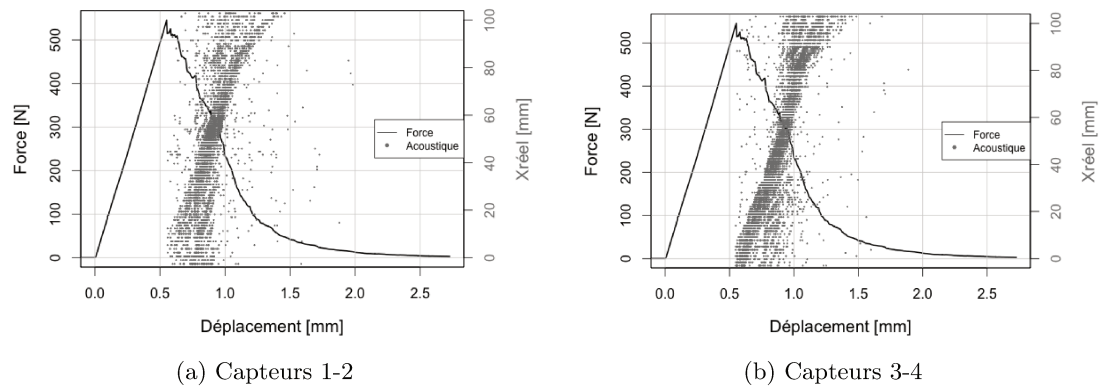 Force [N]
500
400
300
200
100
0
0.0 0.5 1.0 1.5 2.0 2.5
Déplacement [mm]
100
80
60
40
20
0
Xréel [mm]
Force
Acoustique
(a) Capteurs 1-2
Force [N]
500
400
300
200
100
0
0.0 0.5 1.0 1.5 2.0 2.5
Déplacement [mm]
100
80
60
40
20
0
Xréel [mm]
Force
Acoustique
(b) Capteurs 3-4